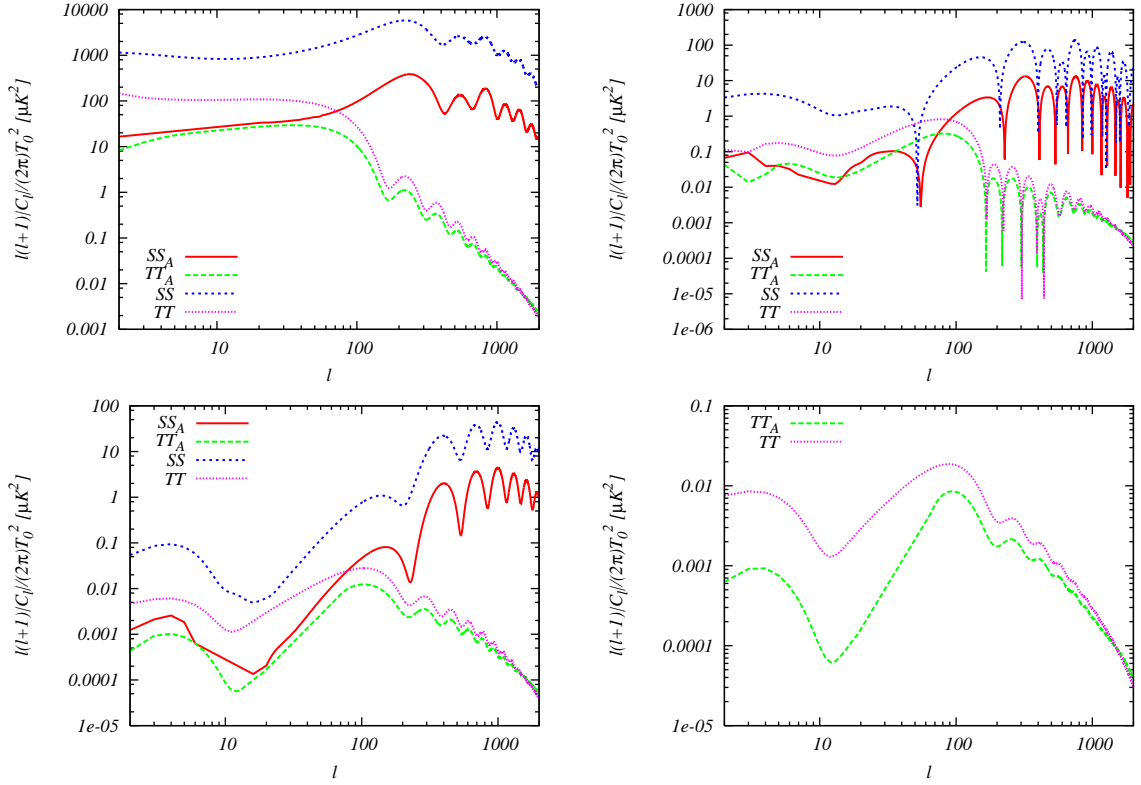 10000
1000
100
10
1
0.1
0.01
0.001
l(l+1)|C_l|/(2π)T_0^2 [μK^2]
SS_A
TT_A
SS
TT
10
100
1000
l
1000
100
10
1
0.1
0.01
0.001
0.0001
1e-05
1e-06
l(l+1)|C_l|/(2π)T_0^2 [μK^2]
SS_A
TT_A
SS
TT
10
100
1000
l
100
10
1
0.1
0.01
0.001
0.0001
1e-05
l(l+1)|C_l|/(2π)T_0^2 [μK^2]
SS_A
TT_A
SS
TT
10
100
1000
l
0.1
0.01
0.001
0.0001
1e-05
l(l+1)|C_l|/(2π)T_0^2 [μK^2]
TT_A
TT
10
100
1000
l